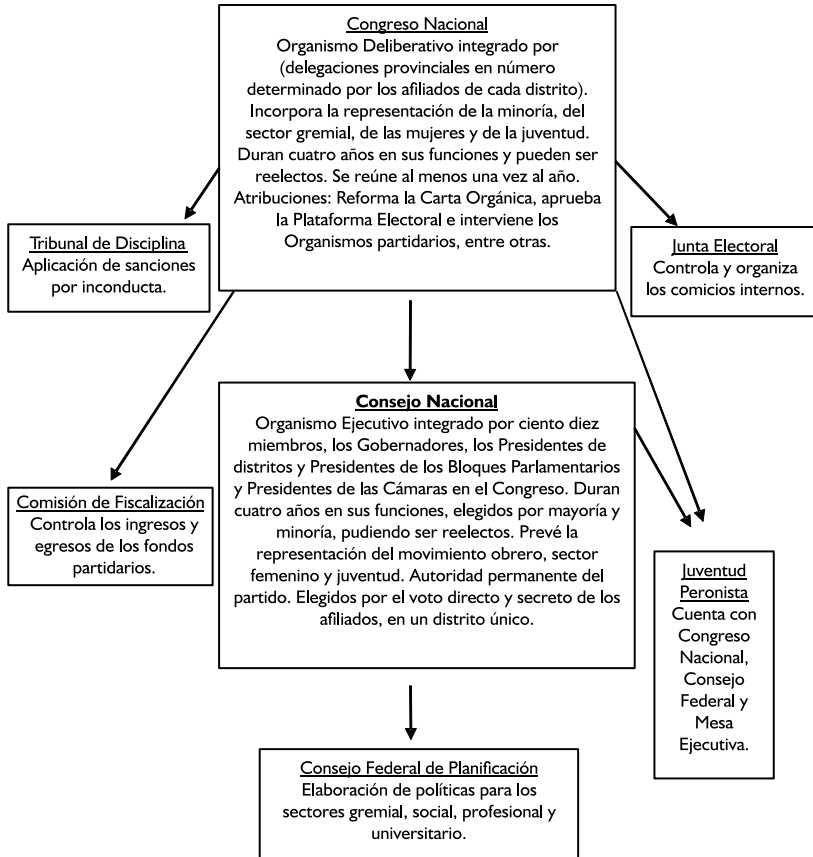 Congreso Nacional
Organismo Deliberativo integrado por
(delegaciones provinciales en número
determinado por los afiliados de cada distrito).
Incorpora la representación de la minoría, del
sector gremial, de las mujeres y de la juventud.
Duran cuatro años en sus funciones y pueden ser
reelectos. Se reúne al menos una vez al año.
Atribuciones: Reforma la Carta Orgánica, aprueba
la Plataforma Electoral e interviene los
Organismos partidarios, entre otras.
Tribunal de Disciplina
Aplicación de sanciones
por inconducta.
Junta Electoral
Controla y organiza
los comicios internos.
Consejo Nacional
Organismo Ejecutivo integrado por ciento diez
miembros, los Gobernadores, los Presidentes de
distritos y Presidentes de los Bloques Parlamentarios
y Presidentes de las Cámaras en el Congreso. Duran
cuatro años en sus funciones, elegidos por mayoría y
minoría, pudiendo ser reelectos. Prevé la
representación del movimiento obrero, sector
femenino y juventud. Autoridad permanente del
partido. Elegidos por el voto directo y secreto de los
afiliados, en un distrito único.
Comisión de Fiscalización
Controla los ingresos y
egresos de los fondos
partidarios.
Juventud
Peronista
Cuenta con
Congreso
Nacional,
Consejo
Federal y
Mesa
Ejecutiva.
Consejo Federal de Planificación
Elaboración de políticas para los
sectores gremial, social, profesional y
universitario.